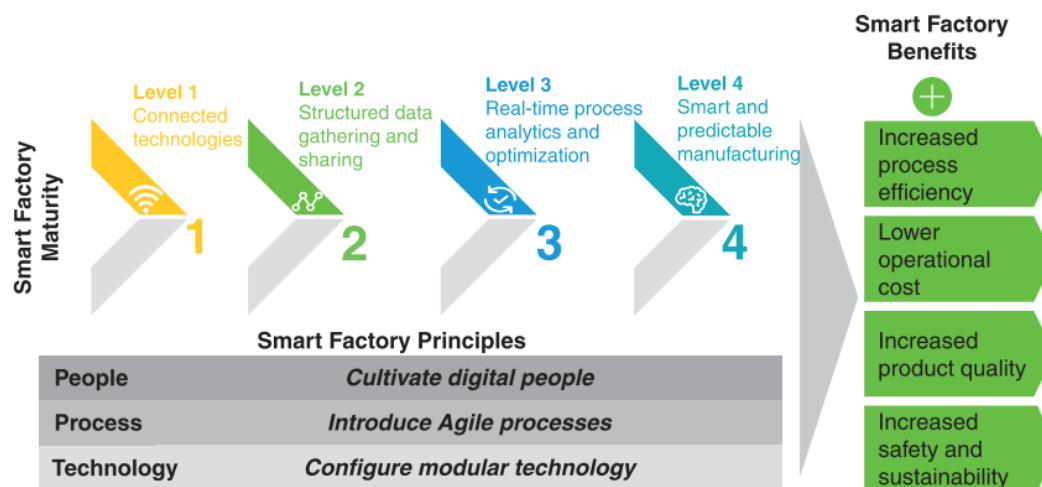 Smart Factory
Benefits
Smart Factory
Maturity
Level 1
Connected
technologies
1
Level 2
Structured data
gathering and
sharing
2
Level 3
Real-time process
analytics and
optimization
3
Level 4
Smart and
predictable
manufacturing
4
Smart Factory Principles
People Cultivate digital people
Process Introduce Agile processes
Technology Configure modular technology
Increased
process
efficiency
Lower
operational
cost
Increased
product quality
Increased
safety and
sustainability